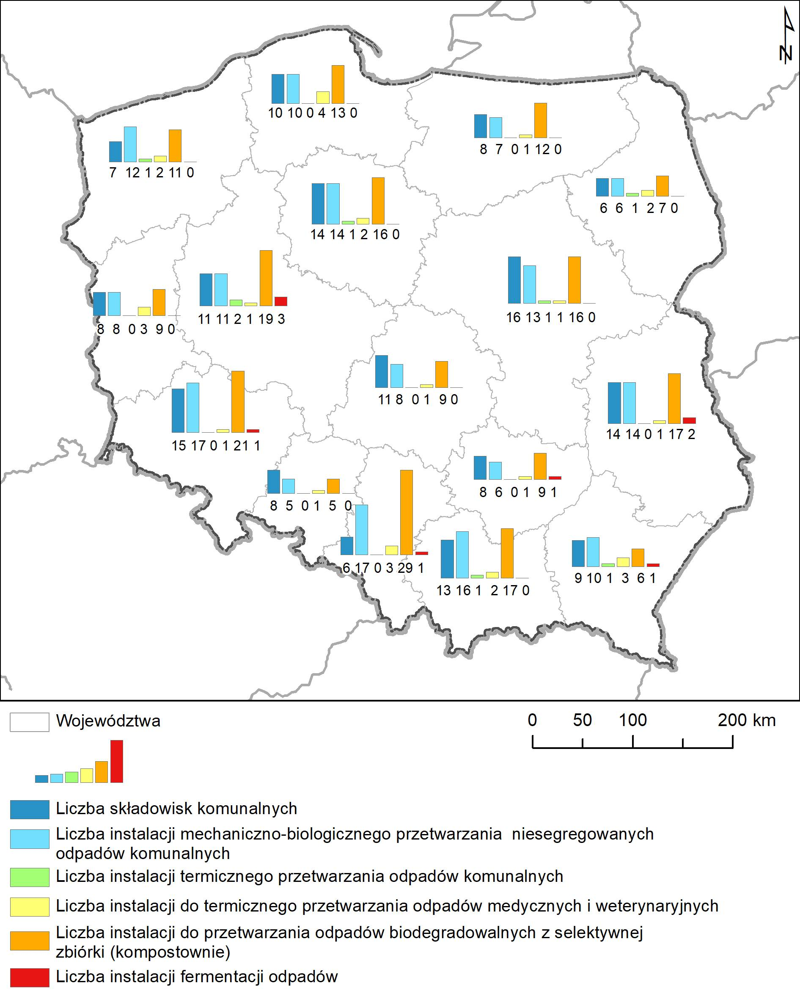 N
10 10 0 4 13 0
8 7 0 1 12 0
7 12 1 2 11 0
6 6 1 2 7 0
14 14 1 2 16 0
16 13 1 1 16 0
11 11 2 1 19 3
8 8 0 3 9 0
11 8 0 1 9 0
14 14 0 1 17 2
15 17 0 1 21 1
8 6 0 1 9 1
8 5 0 1 5 0
6 17 0 3 29 1
9 10 1 3 6 1
13 16 1 2 17 0
Województwa
0 50 100 200 km
Liczba składowisk komunalnych
Liczba instalacji mechaniczno-biologicznego przetwarzania niesegregowanych
odpadów komunalnych
Liczba instalacji termicznego przetwarzania odpadów komunalnych
Liczba instalacji do termicznego przetwarzania odpadów medycznych i weterynaryjnych
Liczba instalacji do przetwarzania odpadów biodegradowalnych z selektywnej
zbiórki (kompostownie)
Liczba instalacji fermentacji odpadów